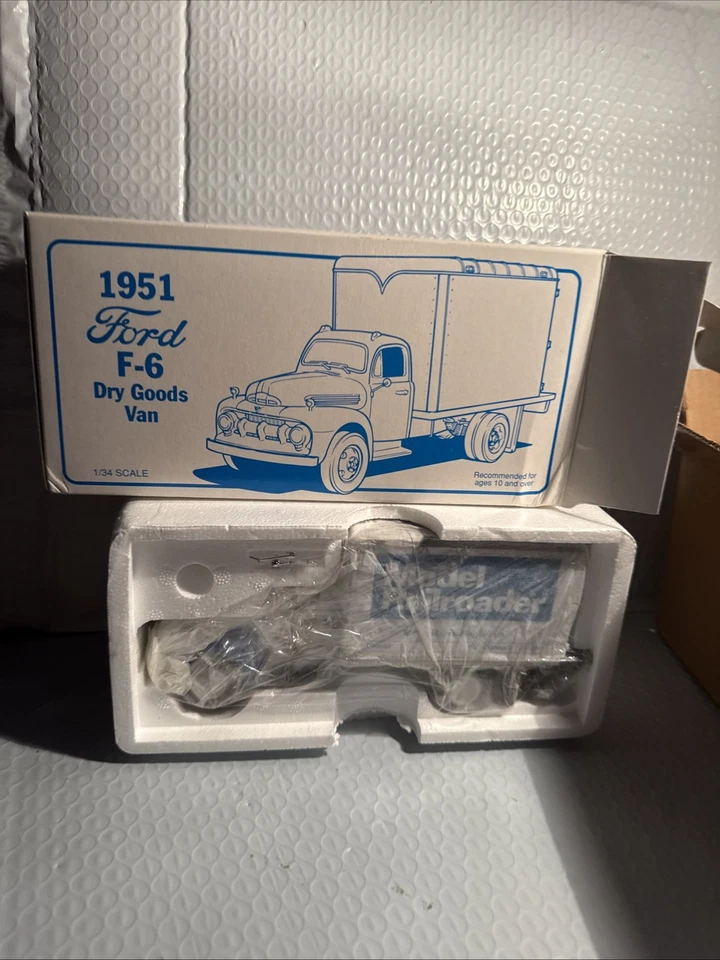 1951
Ford
F-6
Dry Goods
Van
1/34 SCALE
Recommended for
ages 10 and over
Model
Railroader